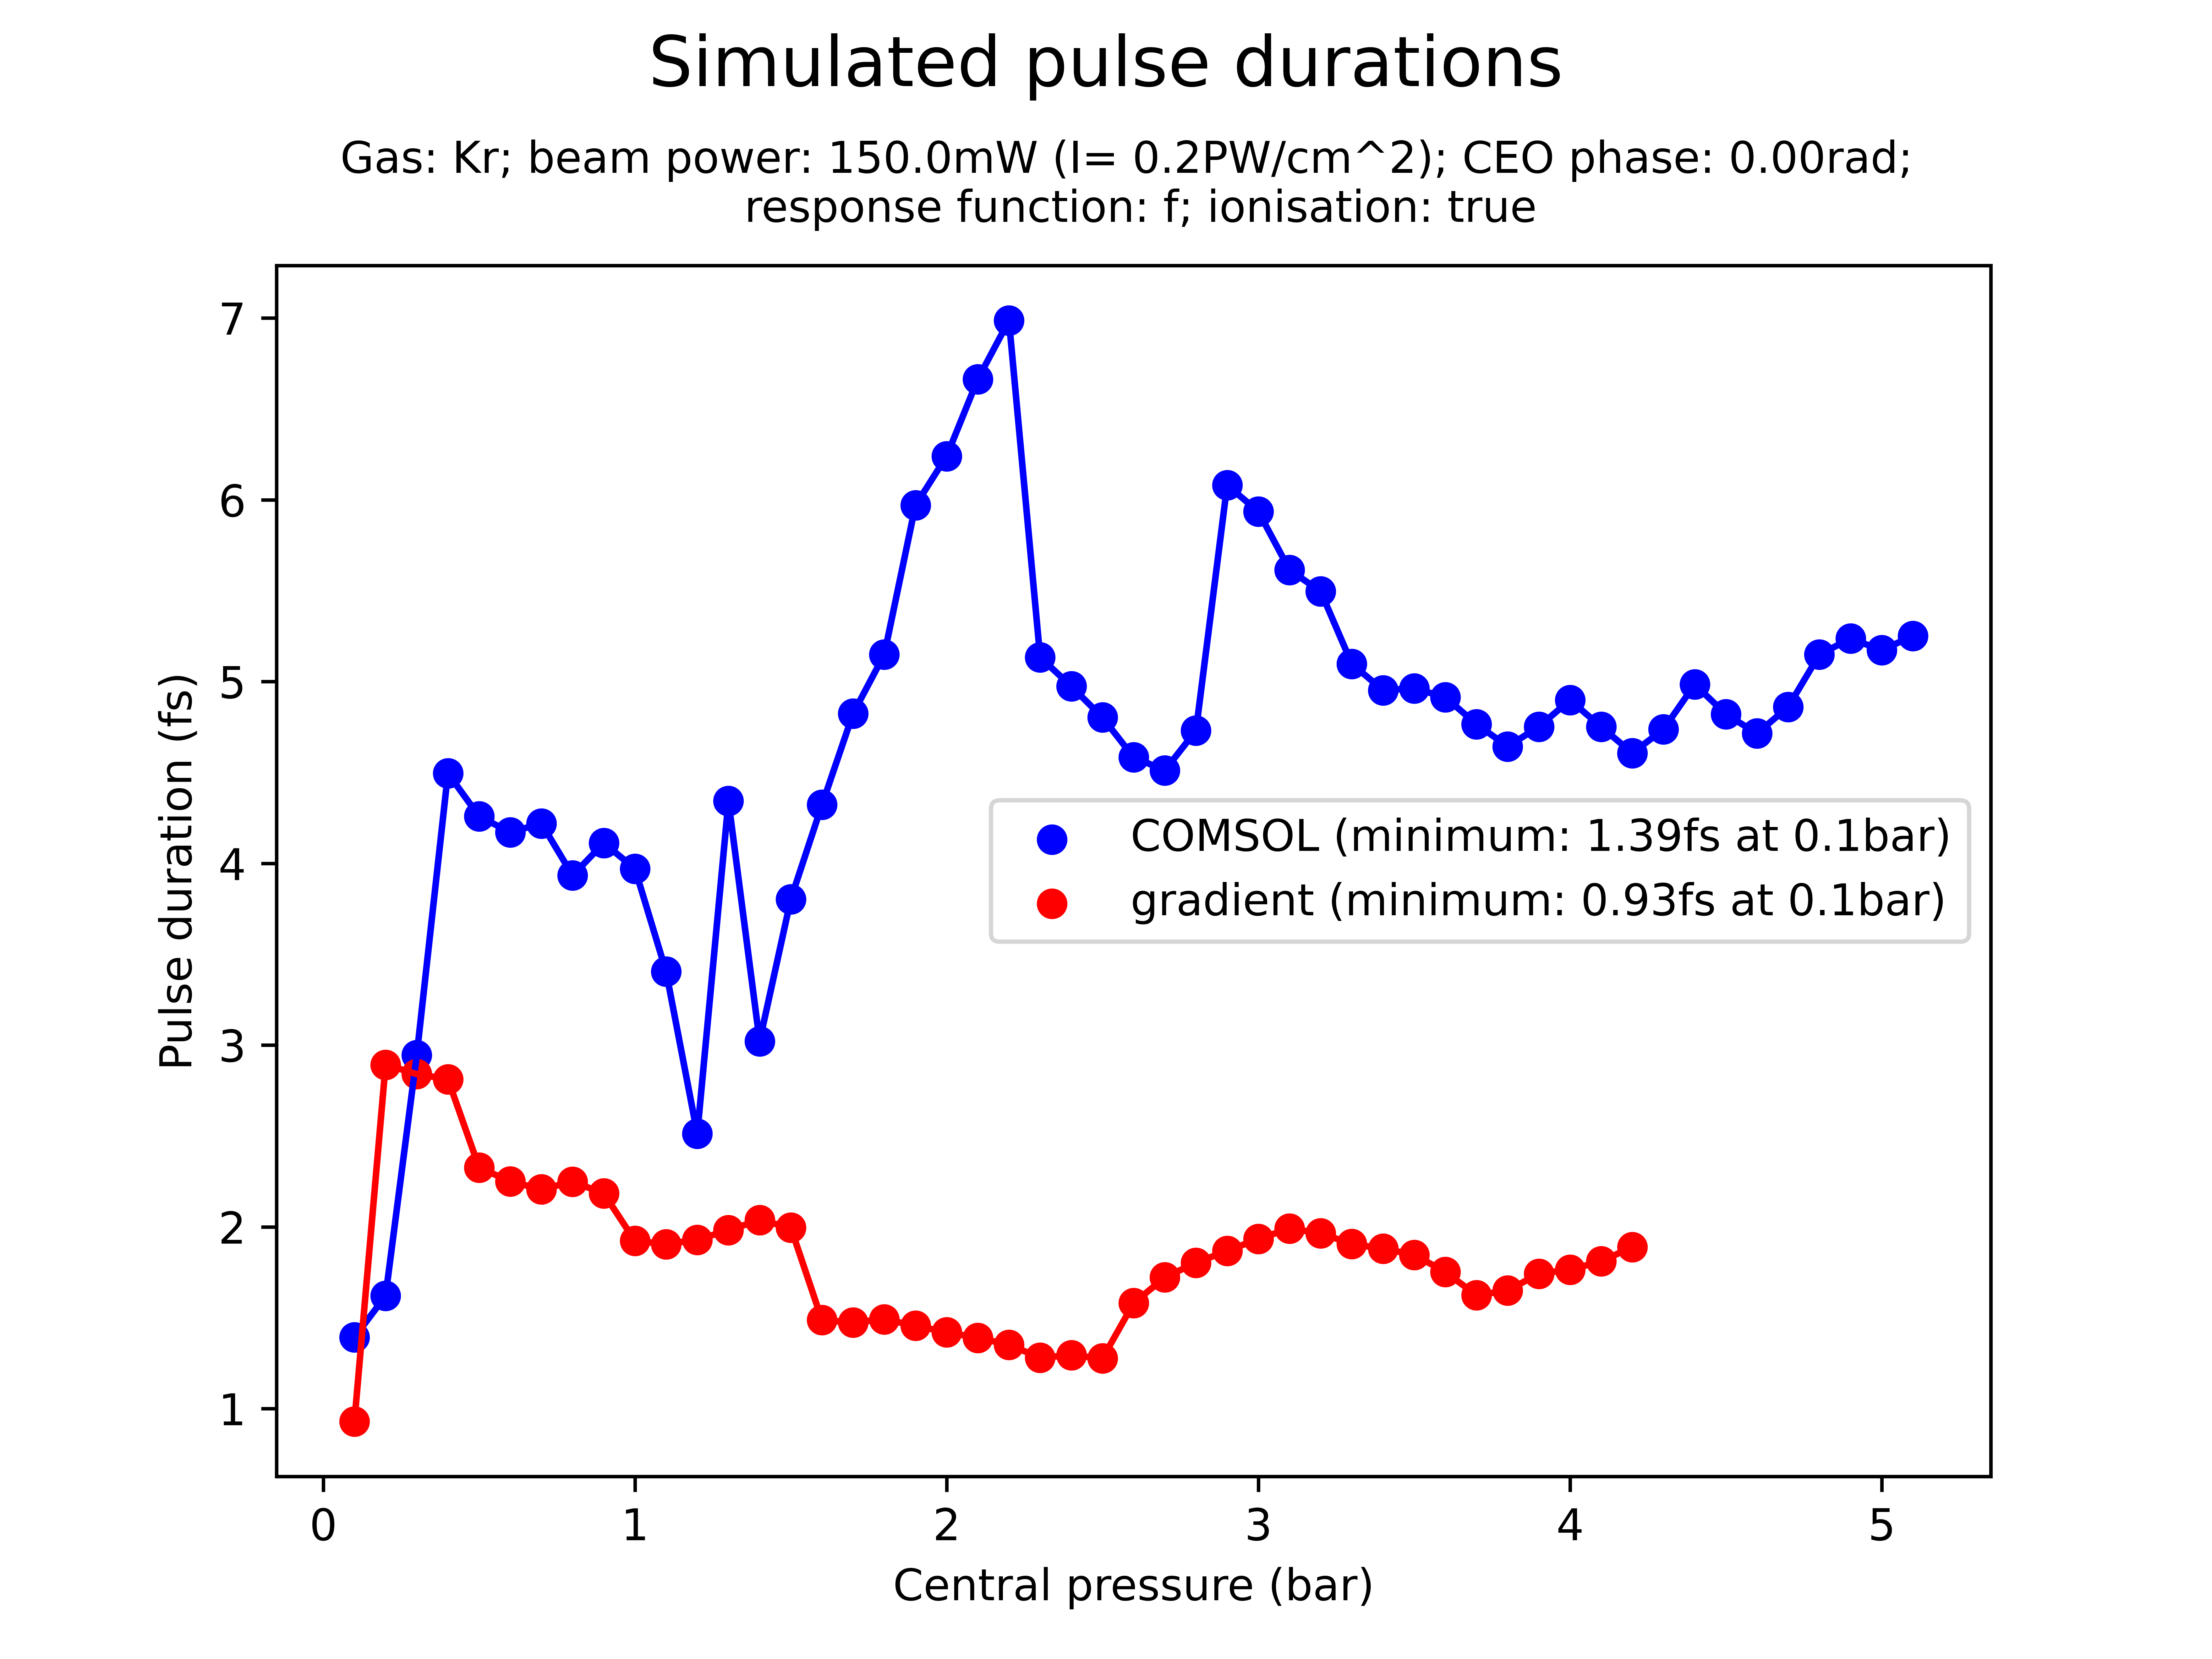 Simulated pulse durations
Gas: Kr; beam power: 150.0mW (I= 0.2PW/cm^2); CEO phase: 0.00rad;
response function: f; ionisation: true
7
6
5
4
3
2
1
Pulse duration (fs)
COMSOL (minimum: 1.39fs at 0.1bar)
gradient (minimum: 0.93fs at 0.1bar)
0 1 2 3 4 5
Central pressure (bar)